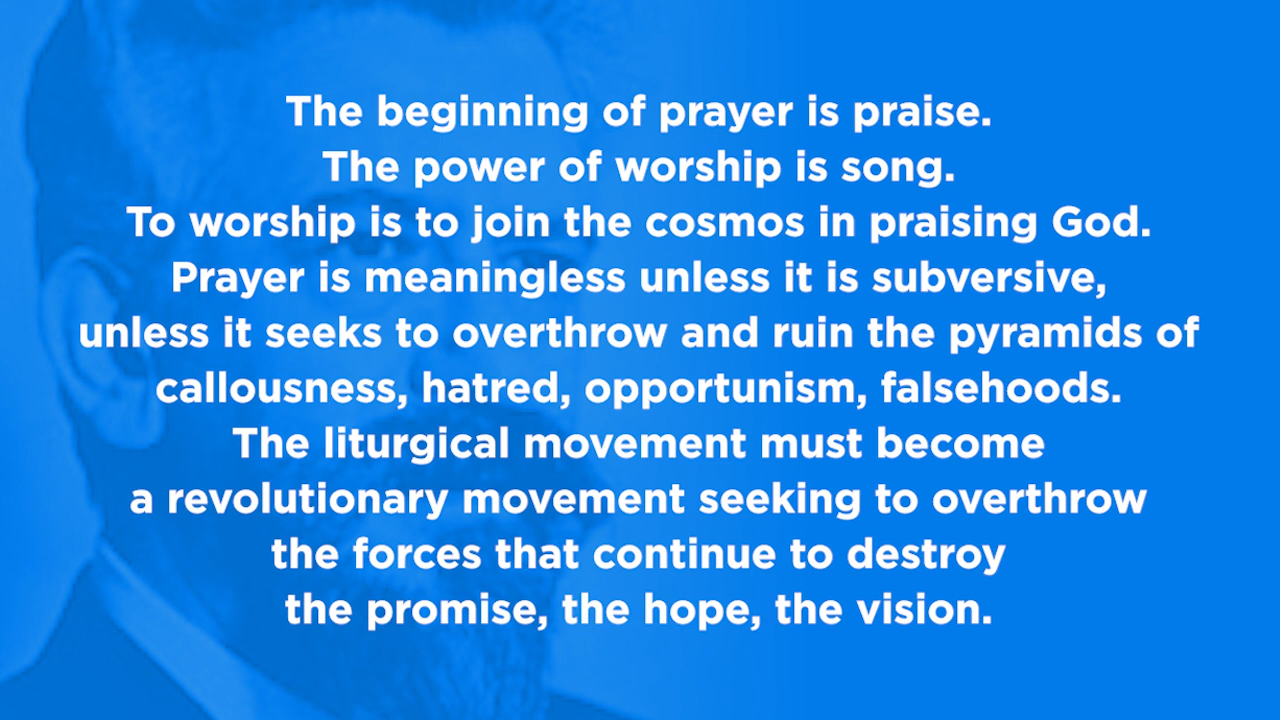 The beginning of prayer is praise.
The power of worship is song.
To worship is to join the cosmos in praising God.
Prayer is meaningless unless it is subversive,
unless it seeks to overthrow and ruin the pyramids of
callousness, hatred, opportunism, falsehoods.
The liturgical movement must become
a revolutionary movement seeking to overthrow
the forces that continue to destroy
the promise, the hope, the vision.